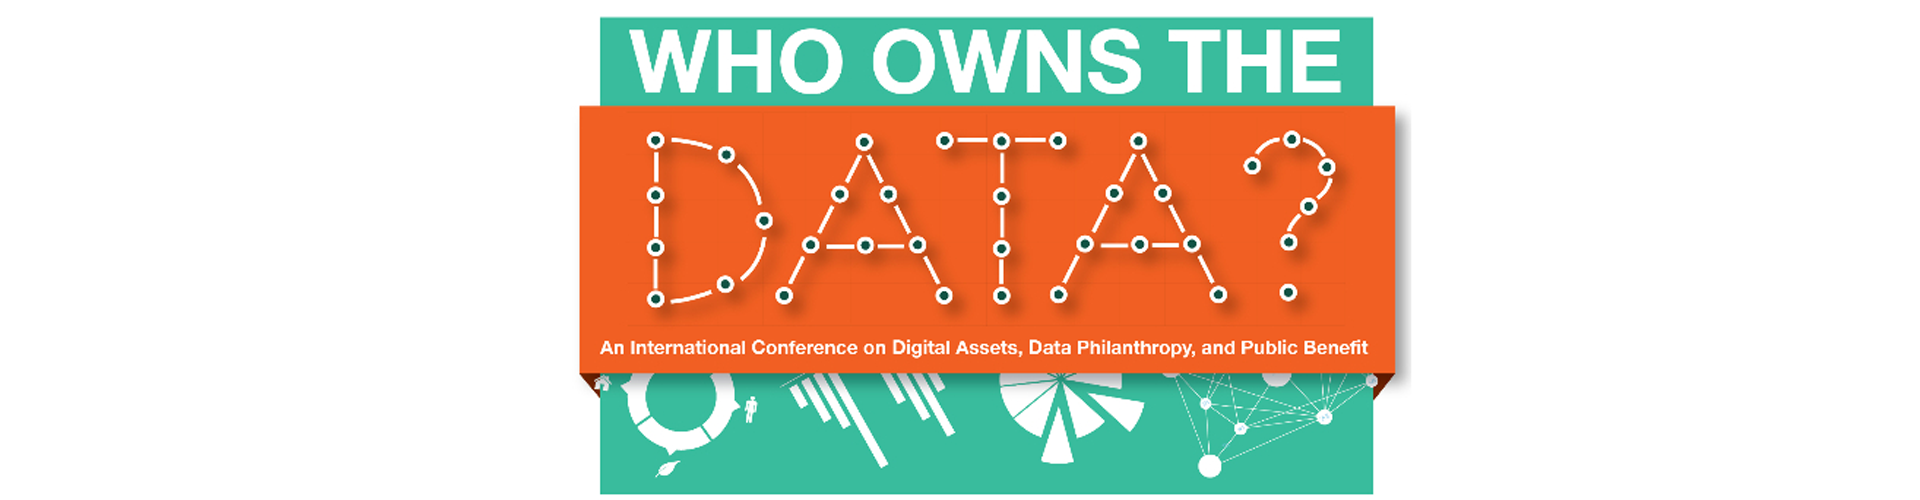 WHO OWNS THE
DATA?
An International Conference on Digital Assets, Data Philanthropy, and Public Benefit